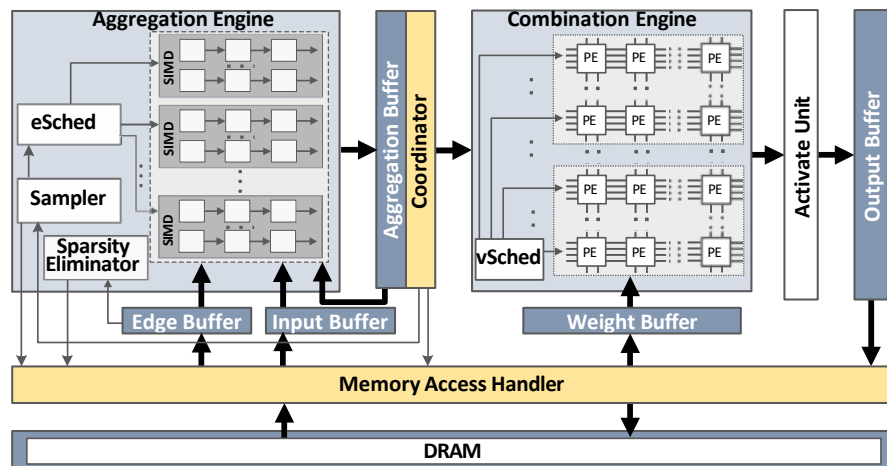 Aggregation Engine
SIMD
SIMD
SIMD
eSched
Sampler
Sparsity
Eliminator
Aggregation Buffer
Coordinator
Combination Engine
PE PE PE
PE PE PE
PE PE PE
PE PE PE
vSched
Activate Unit
Output Buffer
Edge Buffer
Input Buffer
Weight Buffer
Memory Access Handler
DRAM